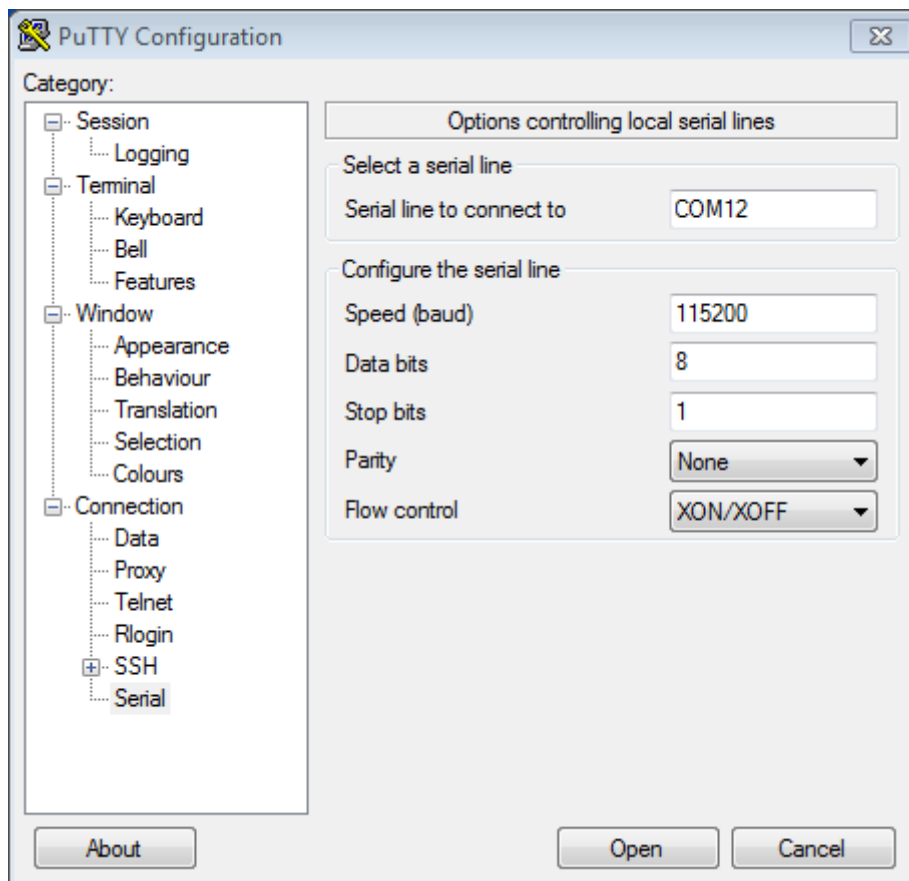 PuTTY Configuration
Category:
Session
Logging
Terminal
Keyboard
Bell
Features
Window
Appearance
Behaviour
Translation
Selection
Colours
Connection
Data
Proxy
Telnet
Rlogin
SSH
Serial
Options controlling local serial lines
Select a serial line
Serial line to connect to COM12
Configure the serial line
Speed (baud) 115200
Data bits 8
Stop bits 1
Parity None
Flow control XON/XOFF
About Open Cancel